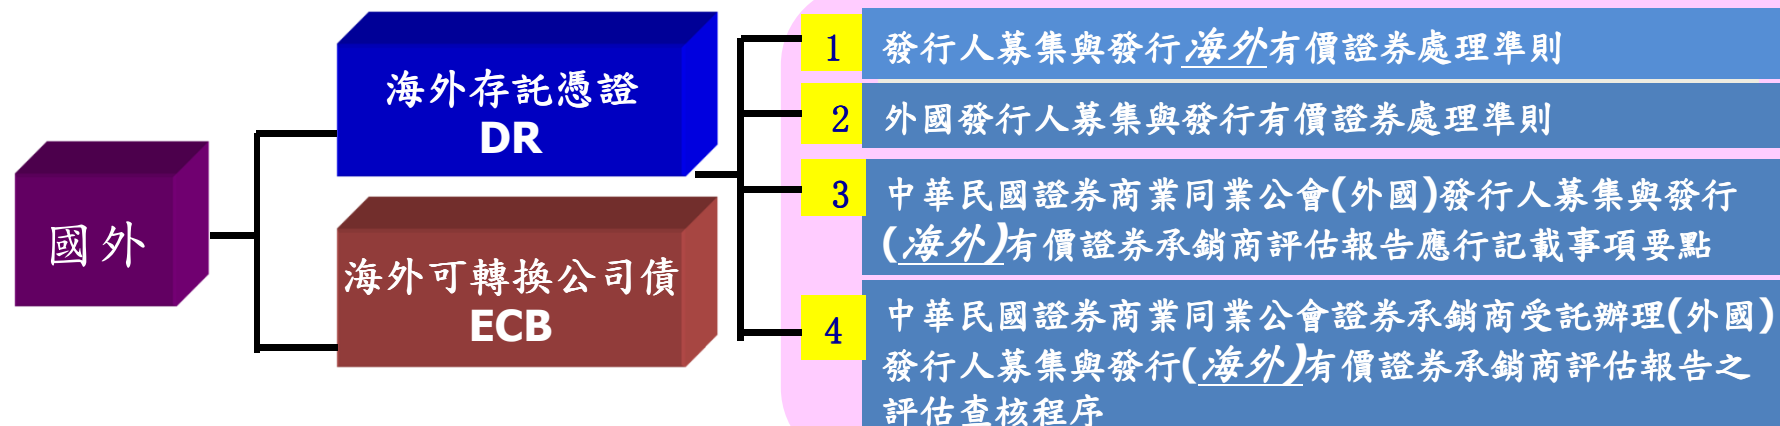 國外
海外存託憑證
DR
海外可轉換公司債
ECB
1
發行人募集與發行海外有價證券處理準則
2
外國發行人募集與發行有價證券處理準則
3
中華民國證券商業同業公會(外國)發行人募集與發行
(海外)有價證券承銷商評估報告應行記載事項要點
4
中華民國證券商業同業公會證券承銷商受託辦理(外國)
發行人募集與發行(海外)有價證券承銷商評估報告之
評估查核程序